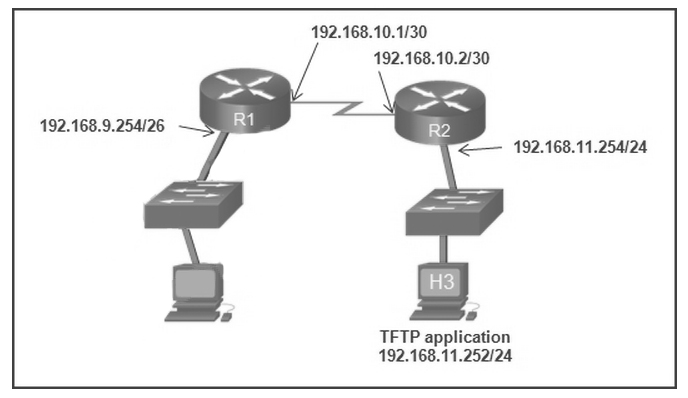 192.168.10.1/30
192.168.10.2/30
R1
R2
192.168.9.254/26
192.168.11.254/24
H3
TFTP application
192.168.11.252/24